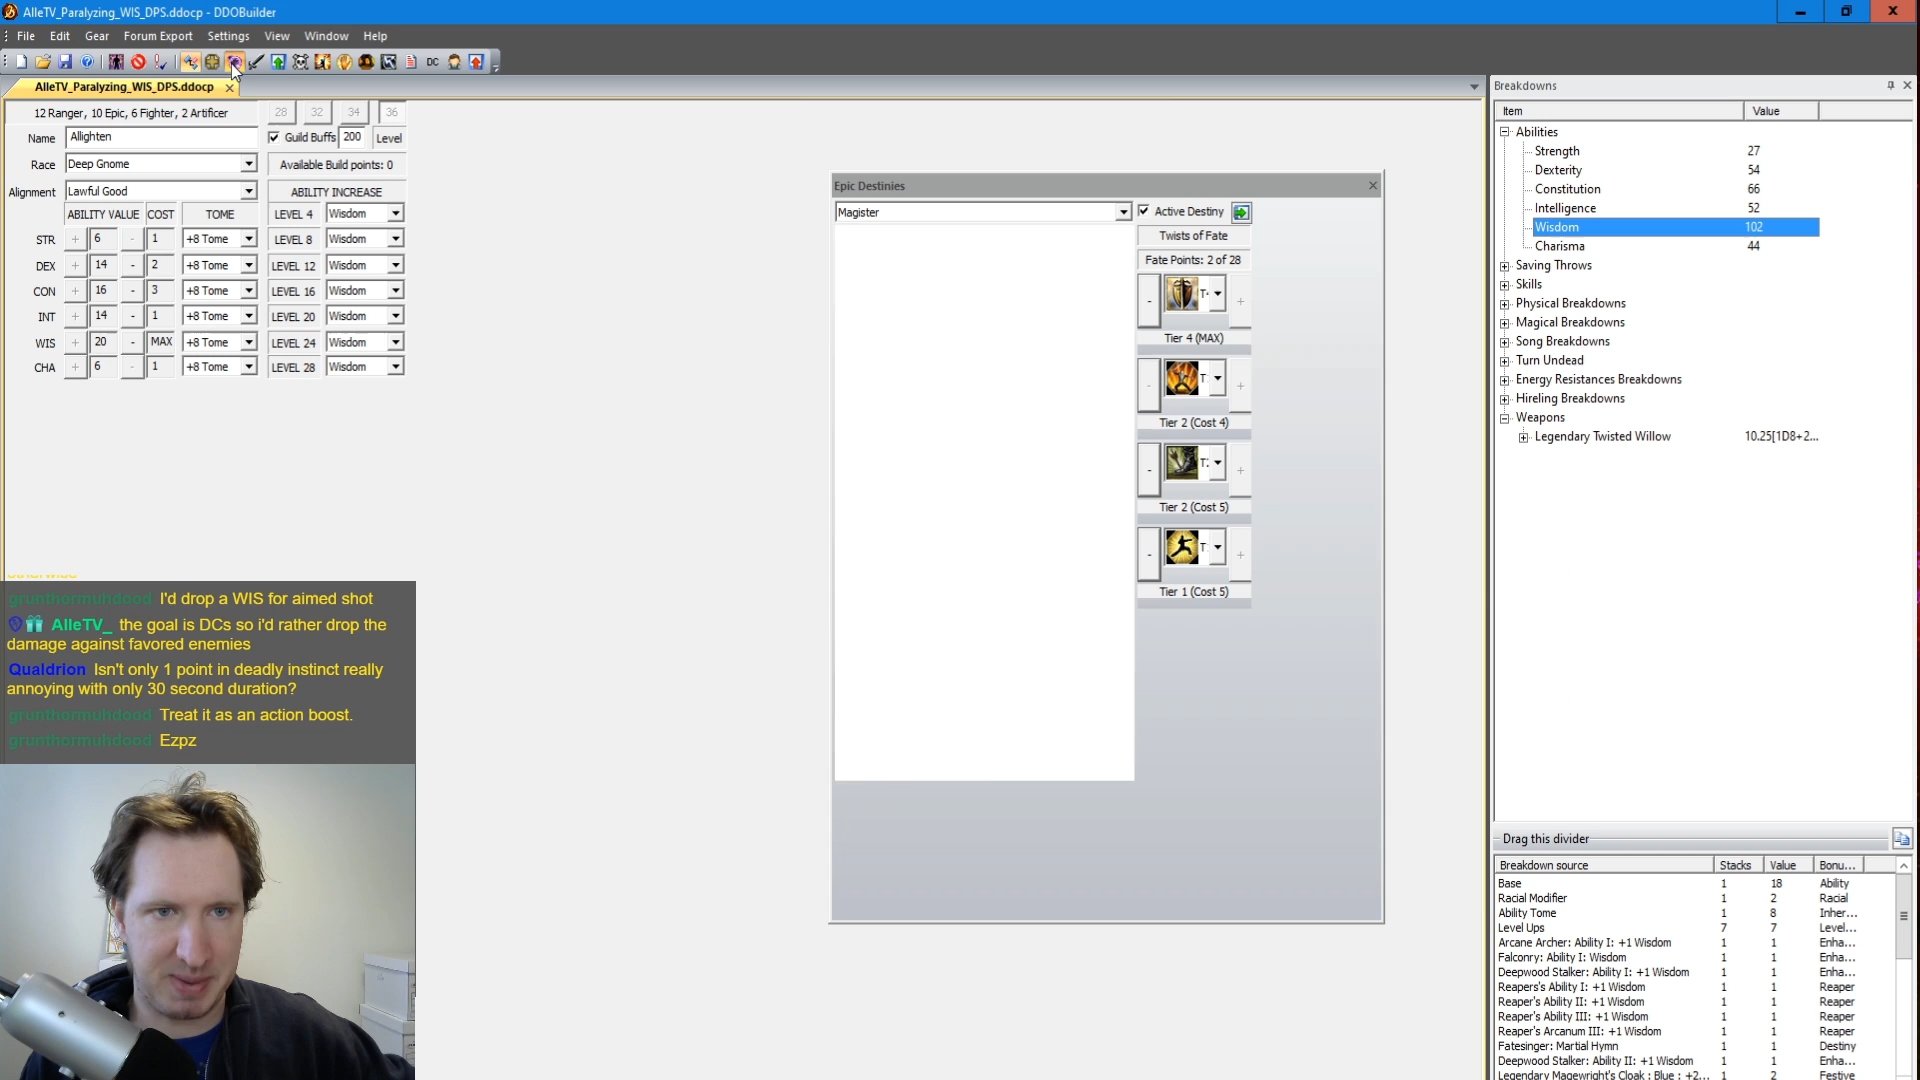 AlleTV_Paralyzing_WIS_DPS.ddocp - DDOBuilder
File Edit Gear Forum Export Settings View Window Help
DC
AlleTV_Paralyzing_WIS_DPS.ddocp
12 Ranger, 10 Epic, 6 Fighter, 2 Artificer
28 32 34 36
Name Allighten
Guild Buffs 200 Level
Race Deep Gnome
Available Build points: 0
Alignment Lawful Good
ABILITY INCREASE
ABILITY VALUE COST TOME
LEVEL 4 Wisdom
STR + 6 - 1 +8 Tome LEVEL 8 Wisdom
DEX + 14 - 2 +8 Tome LEVEL 12 Wisdom
CON + 16 - 3 +8 Tome LEVEL 16 Wisdom
INT + 14 - 1 +8 Tome LEVEL 20 Wisdom
WIS + 20 - MAX +8 Tome LEVEL 24 Wisdom
CHA + 6 - 1 +8 Tome LEVEL 28 Wisdom
grunthormuhdood I'd drop a WIS for aimed shot
AlleTV_ the goal is DCs so i'd rather drop the
damage against favored enemies
Qualdrion Isn't only 1 point in deadly instinct really
annoying with only 30 second duration?
grunthormuhdood Treat it as an action boost.
grunthormuhdood Ezpz
Epic Destinies
Magister
Active Destiny
Twists of Fate
Fate Points: 2 of 28
Tier 4 (MAX)
Tier 2 (Cost 4)
Tier 2 (Cost 5)
Tier 1 (Cost 5)
Breakdowns
Item Value
Abilities
Strength 27
Dexterity 54
Constitution 66
Intelligence 52
Wisdom 102
Charisma 44
Saving Throws
Skills
Physical Breakdowns
Magical Breakdowns
Song Breakdowns
Turn Undead
Energy Resistances Breakdowns
Hireling Breakdowns
Weapons
Legendary Twisted Willow 10.25[1D8+2...
Drag this divider
Breakdown source Stacks Value Bonu...
Base 1 18 Ability
Racial Modifier 1 2 Racial
Ability Tome 1 8 Inher...
Level Ups 7 7 Level...
Arcane Archer: Ability I: +1 Wisdom 1 1 Enha...
Falconry: Ability I: Wisdom 1 1 Enha...
Deepwood Stalker: Ability I: +1 Wisdom 1 1 Enha...
Reapers's Ability I: +1 Wisdom 1 1 Reaper
Reaper's Ability II: +1 Wisdom 1 1 Reaper
Reaper's Ability III: +1 Wisdom 1 1 Reaper
Reaper's Arcanum III: +1 Wisdom 1 1 Reaper
Fatesinger: Martial Hymn 1 1 Destiny
Deepwood Stalker: Ability II: +1 Wisdom 1 1 Enha...
Legendary Magewright's Cloak : Blue : +2... 1 2 Festive